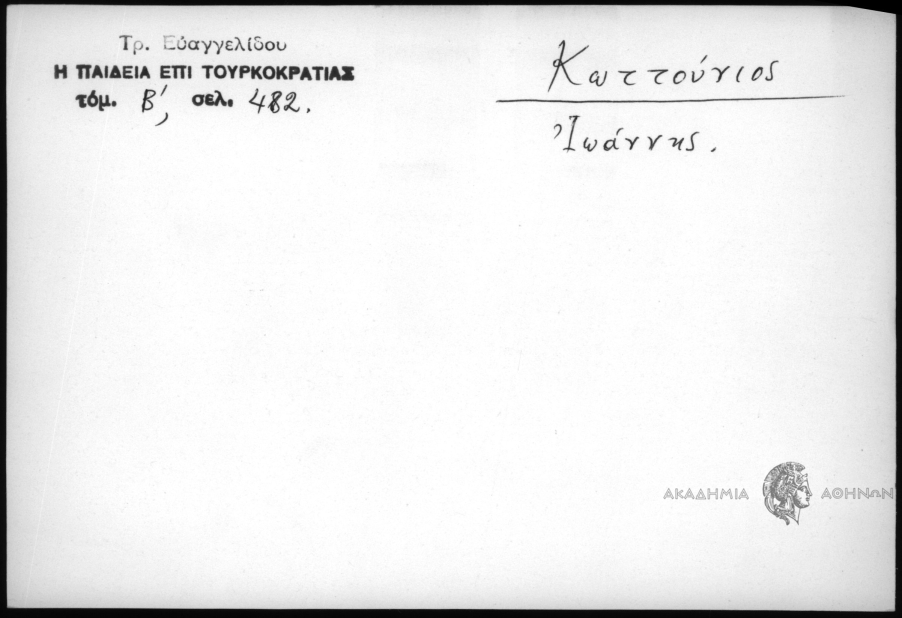 Τρ. Εὐαγγελίδου
Η ΠΑΙΔΕΙΑ ΕΠΙ ΤΟΥΡΚΟΚΡΑΤΙΑΣ
τόμ. Β', σελ. 482.
Κωττούνιος
Ἰωάννης.
ΑΚΑΔΗΜΙΑ ΑΘΗΝΩΝ